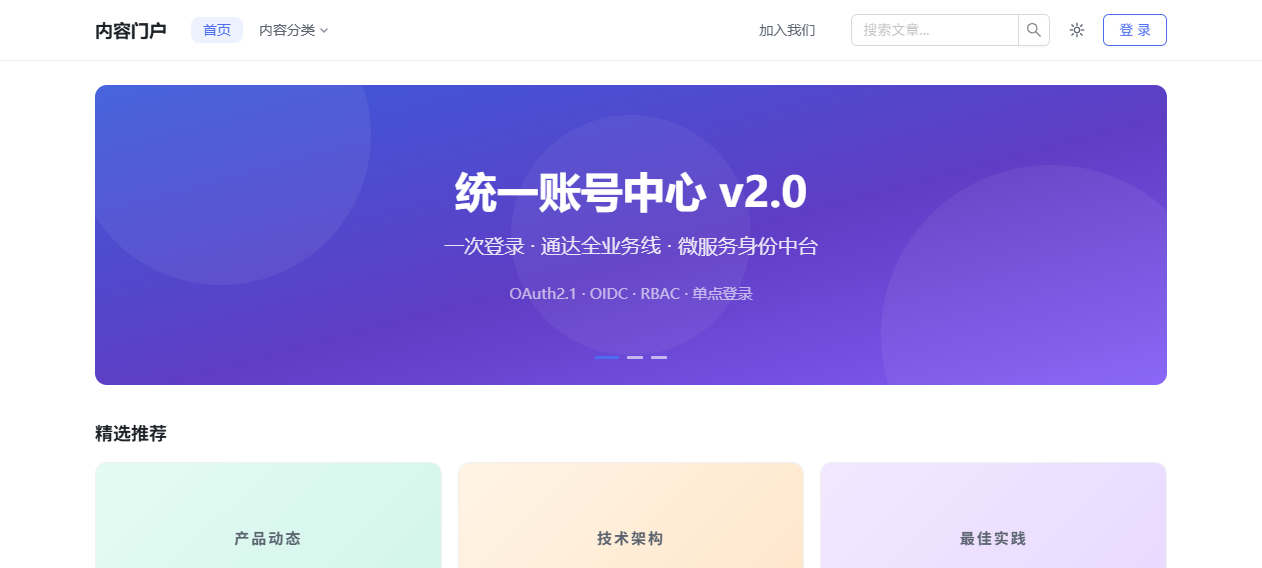 内容门户 首页 内容分类 加入我们 搜索文章... 登 录
统一账号中心 v2.0
一次登录 · 通达全业务线 · 微服务身份中台
OAuth2.1 · OIDC · RBAC · 单点登录
精选推荐
产品动态 技术架构 最佳实践